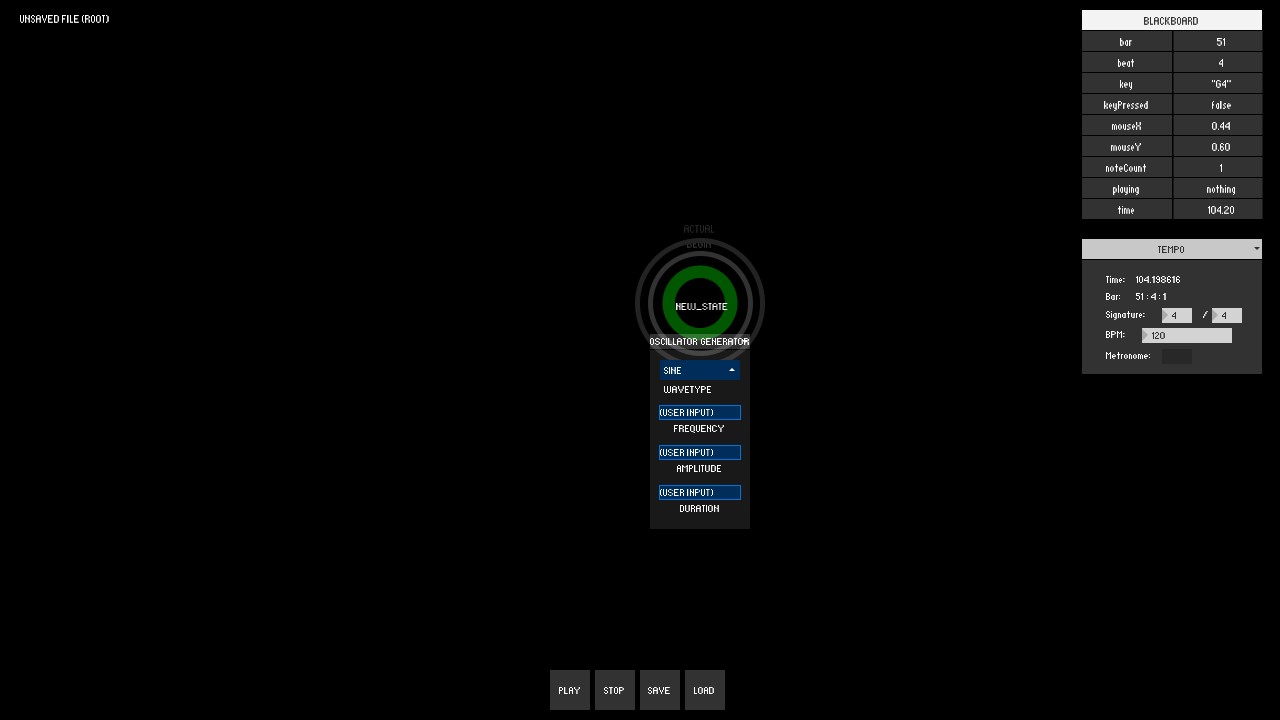 UNSAVED FILE (ROOT)
BLACKBOARD
bar 51
beat 4
key "G4"
keyPressed false
mouseX 0.44
mouseY 0.60
noteCount 1
playing nothing
time 104.20
TEMPO
Time: 104.198616
Bar: 51 : 4 : 1
Signature: 4 / 4
BPM: 120
Metronome:
ACTUAL
BEGIN
NEW_STATE
OSCILLATOR GENERATOR
SINE
WAVETYPE
(USER INPUT)
FREQUENCY
(USER INPUT)
AMPLITUDE
(USER INPUT)
DURATION
PLAY STOP SAVE LOAD